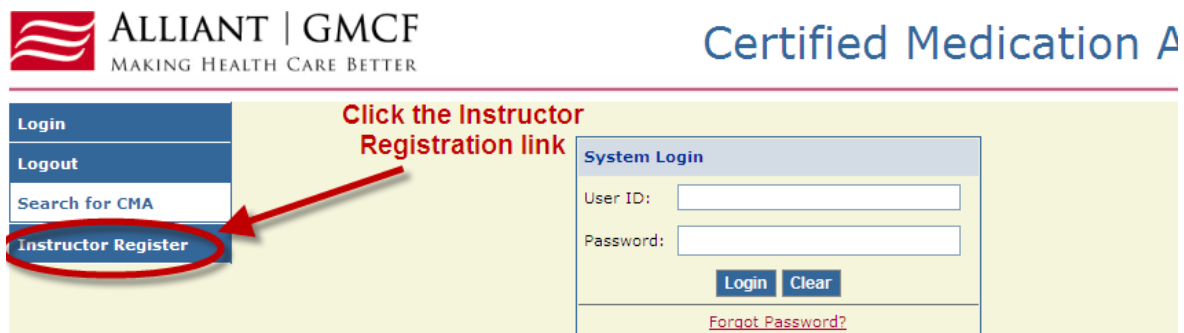 ALLIANT | GMCF
MAKING HEALTH CARE BETTER
Certified Medication A
Login
Logout
Search for CMA
Instructor Register
Click the Instructor
Registration link
System Login
User ID:
Password:
Login Clear
Forgot Password?